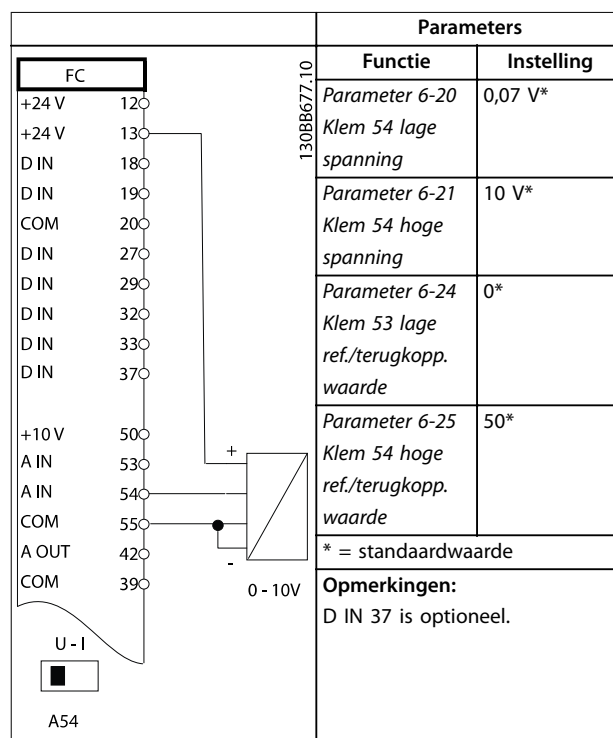 FC
+24 V 12
+24 V 13
D IN 18
D IN 19
COM 20
D IN 27
D IN 29
D IN 32
D IN 33
D IN 37
+10 V 50
A IN 53
A IN 54
COM 55
A OUT 42
COM 39
U - I
A54
+
-
0 - 10V
130BB677.10
Parameters
Functie Instelling
Parameter 6-20 0,07 V*
Klem 54 lage
spanning
Parameter 6-21 10 V*
Klem 54 hoge
spanning
Parameter 6-24 0*
Klem 53 lage
ref./terugkopp.
waarde
Parameter 6-25 50*
Klem 54 hoge
ref./terugkopp.
waarde
* = standaardwaarde
Opmerkingen:
D IN 37 is optioneel.